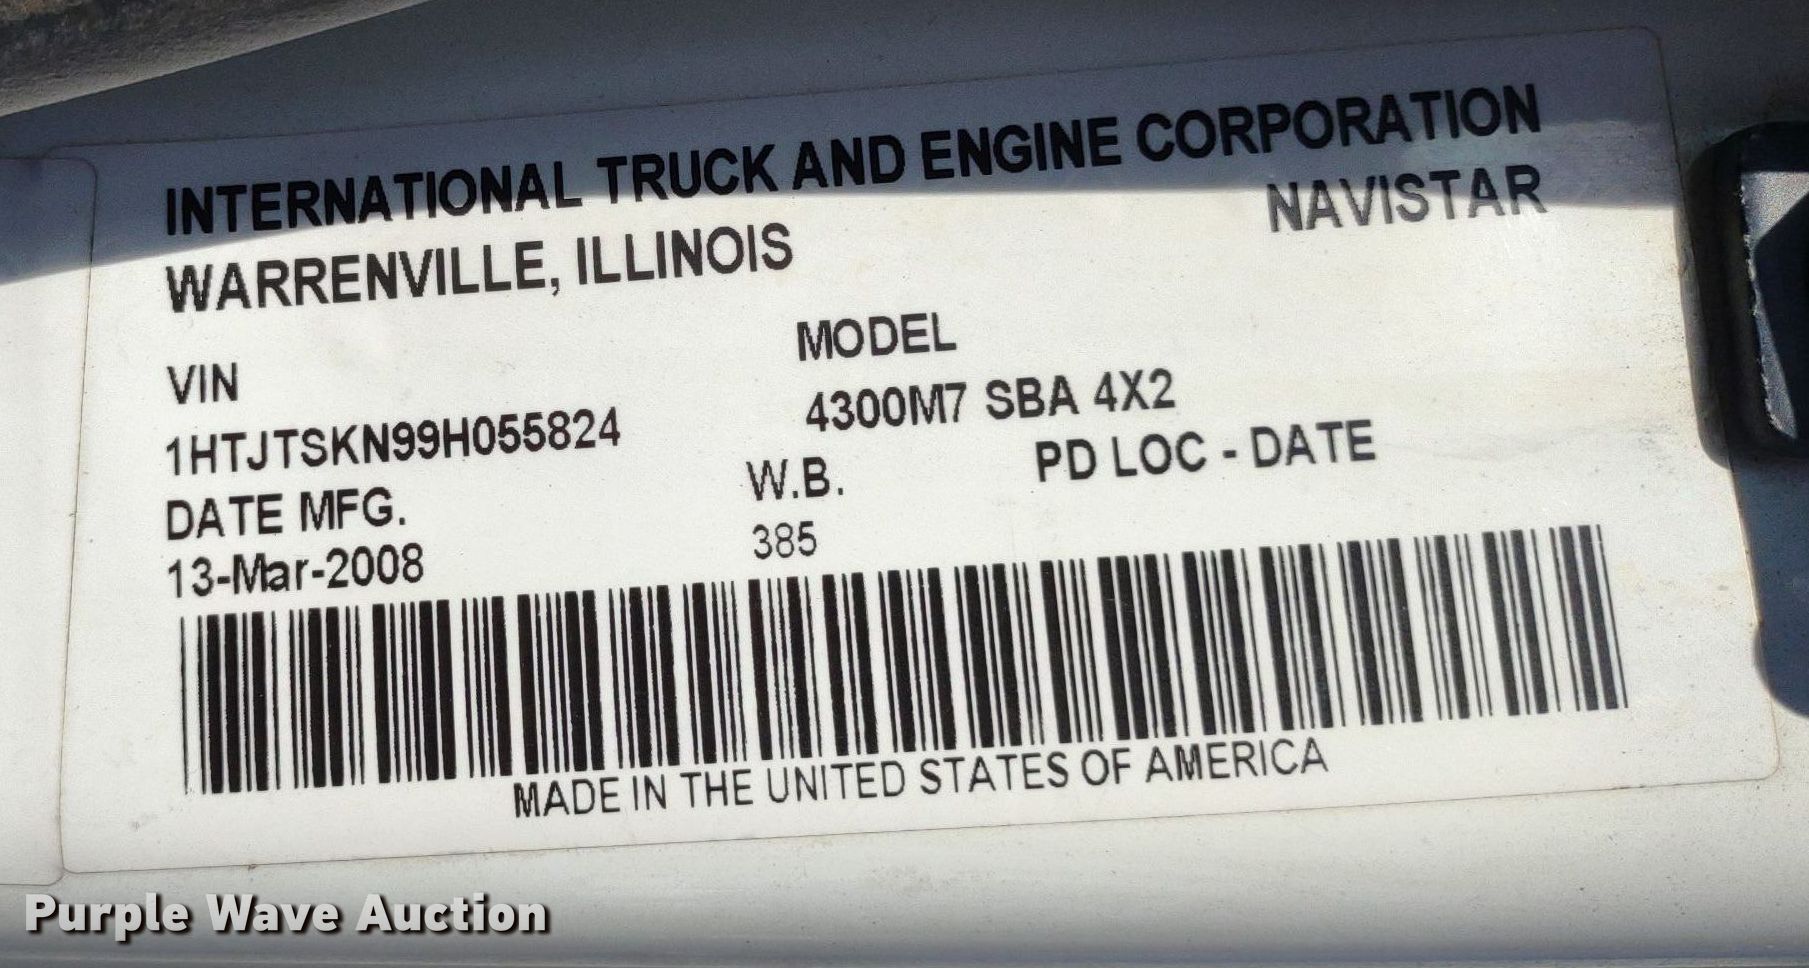 INTERNATIONAL TRUCK AND ENGINE CORPORATION
WARRENVILLE, ILLINOIS NAVISTAR
VIN MODEL
1HTJTSKN99H055824 4300M7 SBA 4X2
DATE MFG. W.B. PD LOC - DATE
13-Mar-2008 385
MADE IN THE UNITED STATES OF AMERICA
Purple Wave Auction